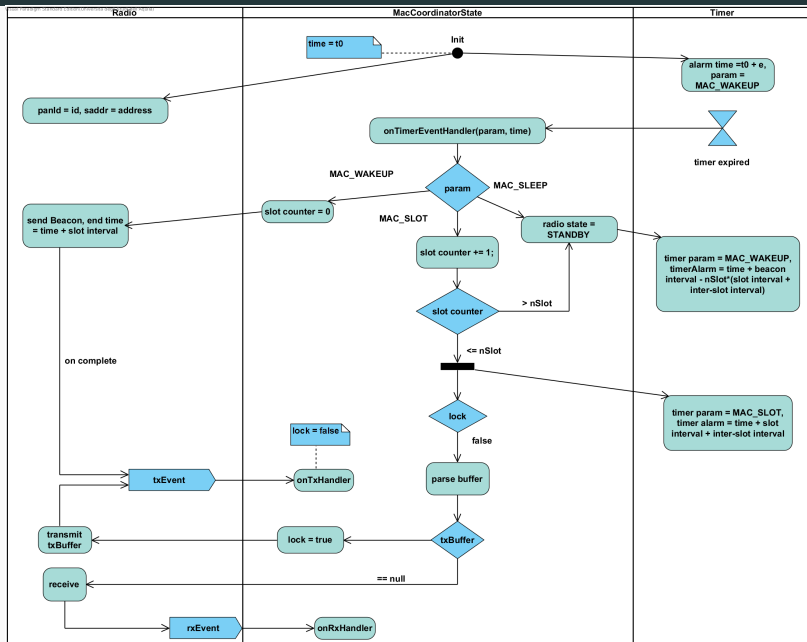 Radio
MacCoordinatorState
Timer
time = t0
Init
alarm time =t0 + e,
param =
MAC_WAKEUP
panId = id, saddr = address
onTimerEventHandler(param, time)
timer expired
MAC_WAKEUP
param
MAC_SLEEP
slot counter = 0
MAC_SLOT
send Beacon, end time
= time + slot interval
radio state =
STANDBY
slot counter += 1;
timer param = MAC_WAKEUP,
timerAlarm = time + beacon
interval - nSlot*(slot interval +
inter-slot interval)
slot counter
> nSlot
<= nSlot
on complete
lock
false
timer param = MAC_SLOT,
timer alarm = time + slot
interval + inter-slot interval
lock = false
txEvent
onTxHandler
parse buffer
transmit
txBuffer
lock = true
txBuffer
== null
receive
rxEvent
onRxHandler